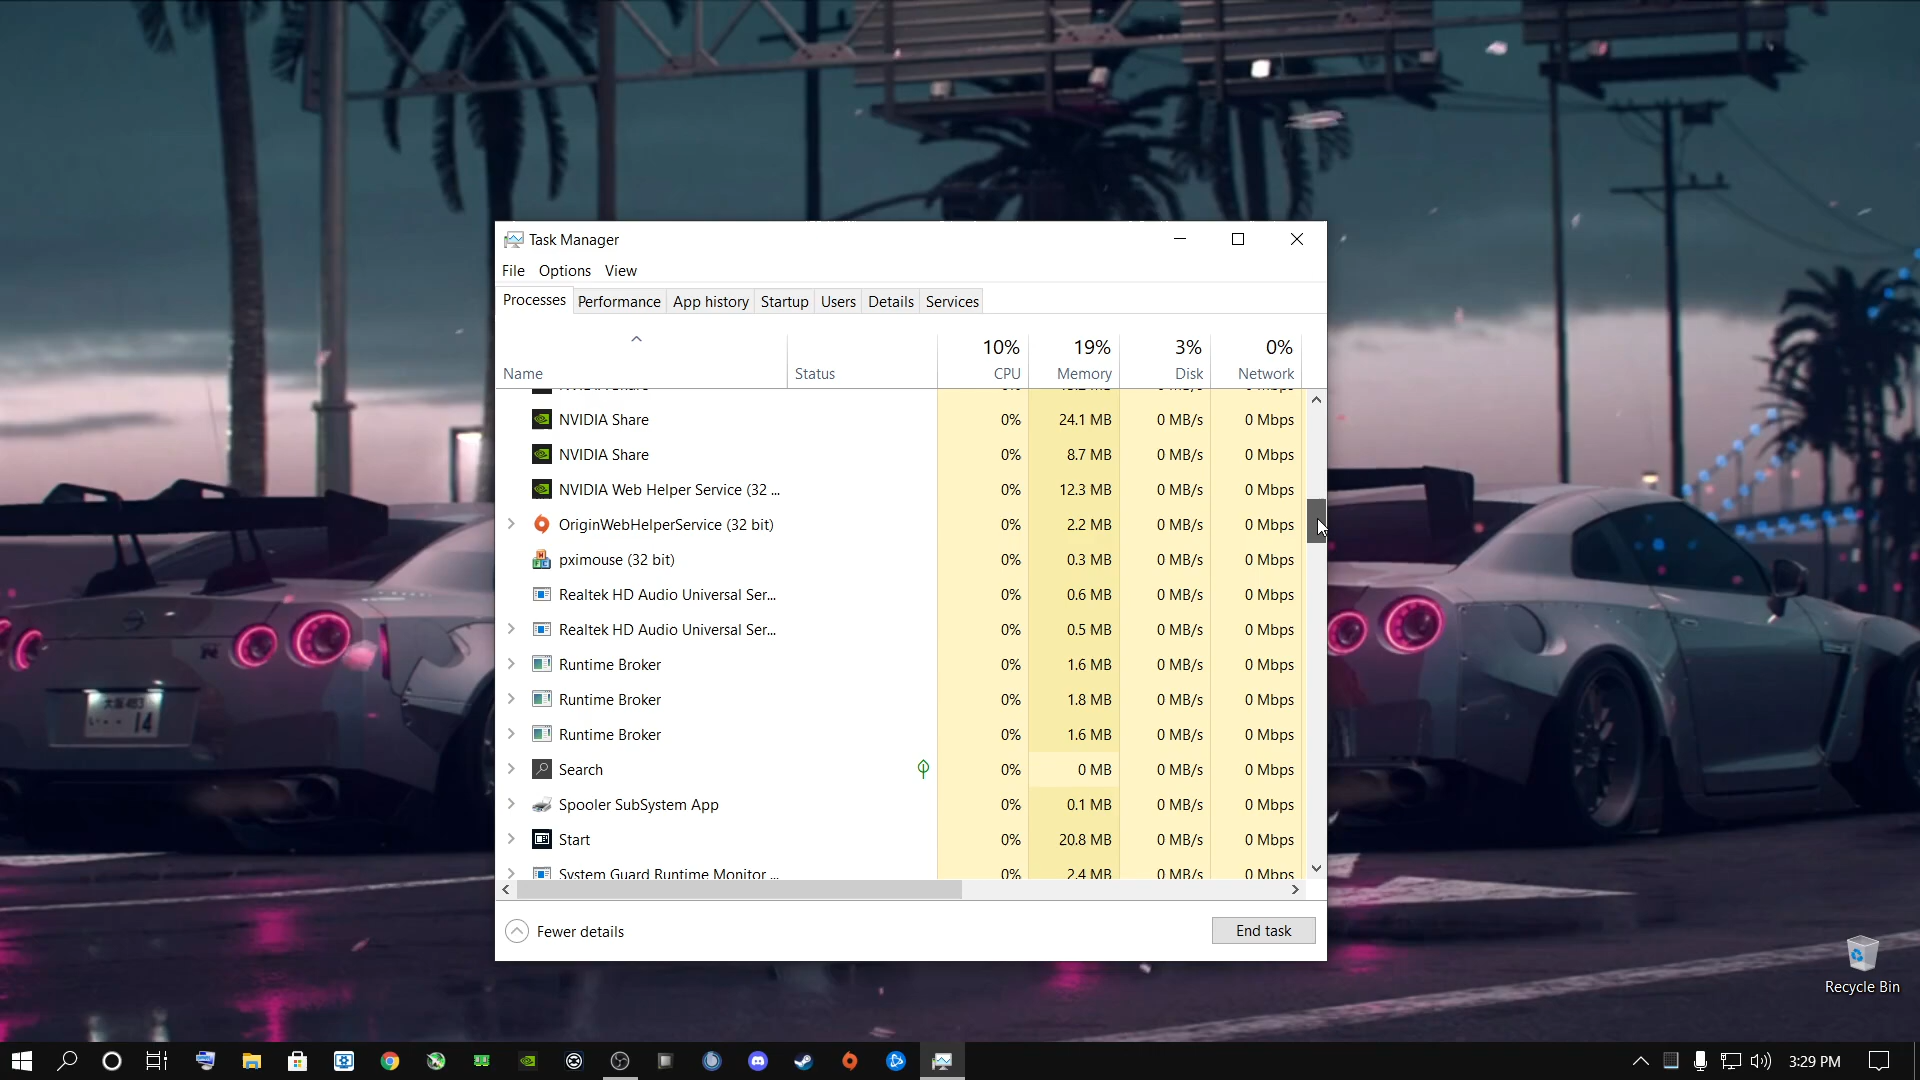 Task Manager
File Options View
Processes Performance App history Startup Users Details Services
10% 19% 3% 0%
Name Status CPU Memory Disk Network
NVIDIA Share 0% 24.1 MB 0 MB/s 0 Mbps
NVIDIA Share 0% 8.7 MB 0 MB/s 0 Mbps
NVIDIA Web Helper Service (32 ... 0% 12.3 MB 0 MB/s 0 Mbps
OriginWebHelperService (32 bit) 0% 2.2 MB 0 MB/s 0 Mbps
pximouse (32 bit) 0% 0.3 MB 0 MB/s 0 Mbps
Realtek HD Audio Universal Ser... 0% 0.6 MB 0 MB/s 0 Mbps
Realtek HD Audio Universal Ser... 0% 0.5 MB 0 MB/s 0 Mbps
Runtime Broker 0% 1.6 MB 0 MB/s 0 Mbps
Runtime Broker 0% 1.8 MB 0 MB/s 0 Mbps
Runtime Broker 0% 1.6 MB 0 MB/s 0 Mbps
Search 0% 0 MB 0 MB/s 0 Mbps
Spooler SubSystem App 0% 0.1 MB 0 MB/s 0 Mbps
Start 0% 20.8 MB 0 MB/s 0 Mbps
System Guard Runtime Monitor ... 0% 2.4 MB 0 MB/s 0 Mbps
Fewer details End task
14
Recycle Bin
3:29 PM